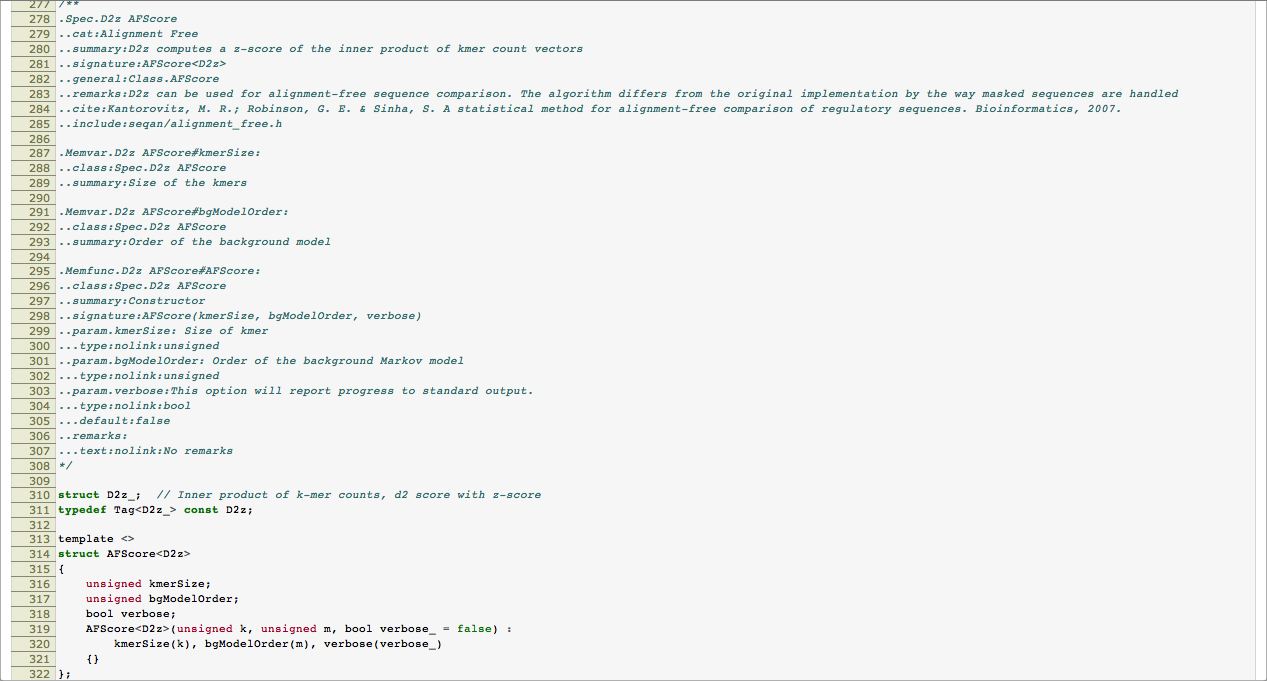 277 /**
278 .Spec.D2z AFScore
279 ..cat:Alignment Free
280 ..summary:D2z computes a z-score of the inner product of kmer count vectors
281 ..signature:AFScore<D2z>
282 ..general:Class.AFScore
283 ..remarks:D2z can be used for alignment-free sequence comparison. The algorithm differs from the original implementation by the way masked sequences are handled
284 ..cite:Kantorovitz, M. R.; Robinson, G. E. & Sinha, S. A statistical method for alignment-free comparison of regulatory sequences. Bioinformatics, 2007.
285 ..include:seqan/alignment_free.h
286
287 .Memvar.D2z AFScore#kmerSize:
288 ..class:Spec.D2z AFScore
289 ..summary:Size of the kmers
290
291 .Memvar.D2z AFScore#bgModelOrder:
292 ..class:Spec.D2z AFScore
293 ..summary:Order of the background model
294
295 .Memfunc.D2z AFScore#AFScore:
296 ..class:Spec.D2z AFScore
297 ..summary:Constructor
298 ..signature:AFScore(kmerSize, bgModelOrder, verbose)
299 ..param.kmerSize: Size of kmer
300 ...type:nolink:unsigned
301 ..param.bgModelOrder: Order of the background Markov model
302 ...type:nolink:unsigned
303 ..param.verbose:This option will report progress to standard output.
304 ...type:nolink:bool
305 ...default:false
306 ..remarks:
307 ...text:nolink:No remarks
308 */
309
310 struct D2z_;  // Inner product of k-mer counts, d2 score with z-score
311 typedef Tag<D2z_> const D2z;
312
313 template <>
314 struct AFScore<D2z>
315 {
316     unsigned kmerSize;
317     unsigned bgModelOrder;
318     bool verbose;
319     AFScore<D2z>(unsigned k, unsigned m, bool verbose_ = false) :
320         kmerSize(k), bgModelOrder(m), verbose(verbose_)
321     {}
322 };